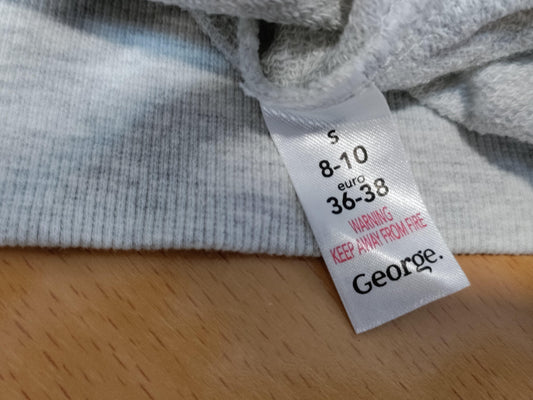 S
8-10
euro
36-38
WARNING
KEEP AWAY FROM FIRE
George.